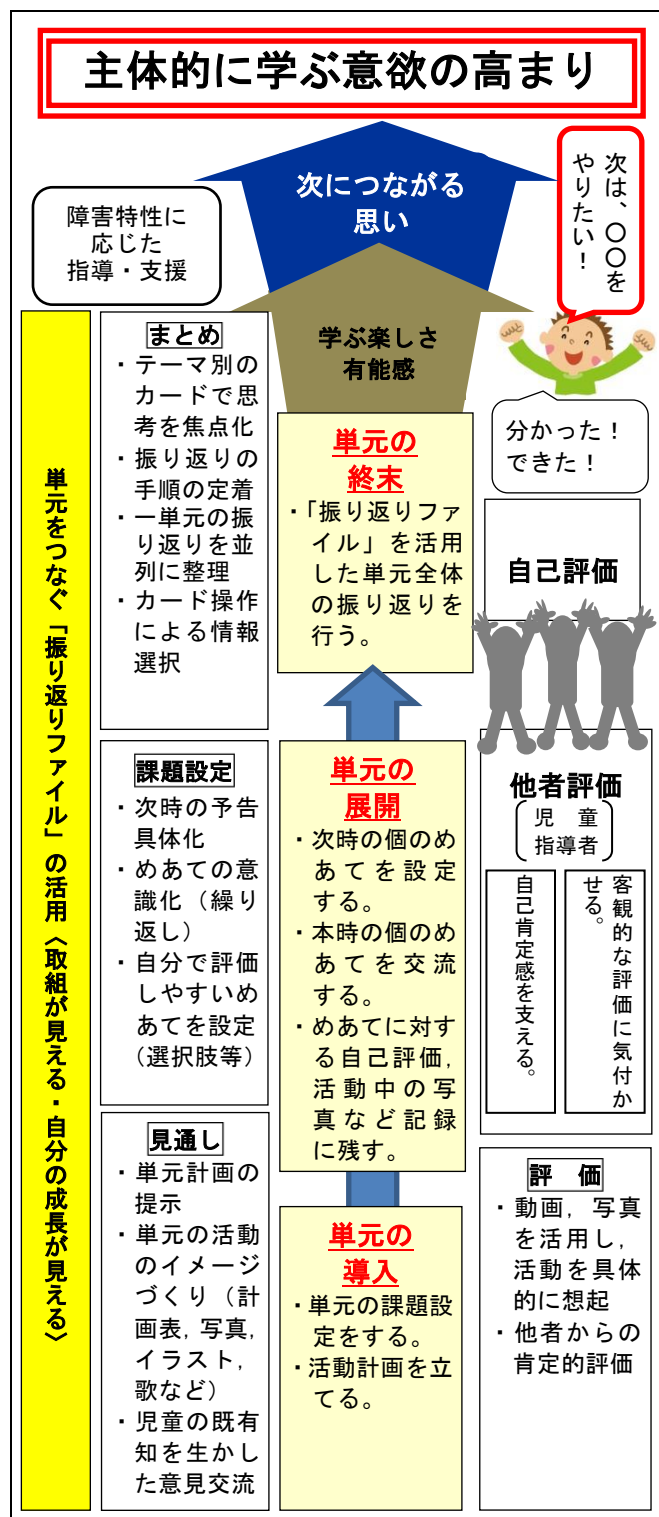 主体的に学ぶ意欲の高まり
次につながる
思い
次は、〇〇を
やりたい！
障害特性に
応じた
指導・支援
学ぶ楽しさ
有能感
分かった！
できた！
単元をつなぐ「振り返りファイル」の活用〈取組が見える・自分の成長が見える〉
まとめ
・テーマ別の
カードで思
考を焦点化
・振り返りの
手順の定着
・一単元の振
り返りを並
列に整理
・カード操作
による情報
選択
課題設定
・次時の予告
具体化
・めあての意
識化（繰り
返し）
・自分で評価
しやすいめ
あてを設定
（選択肢等）
見通し
・単元計画の
提示
・単元の活動
のイメージ
づくり（計
画表，写真，
イラスト，
歌など）
・児童の既有
知を生かし
た意見交流
単元の
終末
・「振り返りファ
イル」を活用
した単元全体
の振り返りを
行う。
単元の
展開
・次時の個のめ
あてを設定
する。
・本時の個のめ
あてを交流
する。
・めあてに対す
る自己評価，
活動中の写
真など記録
に残す。
単元の
導入
・単元の課題設
定をする。
・活動計画を立
てる。
自己評価
他者評価
児　童
指導者
客観的な評価に気付か
せる。
自己肯定感を支える。
評　価
・動画，写真
を活用し，
活動を具体
的に想起
・他者からの
肯定的評価